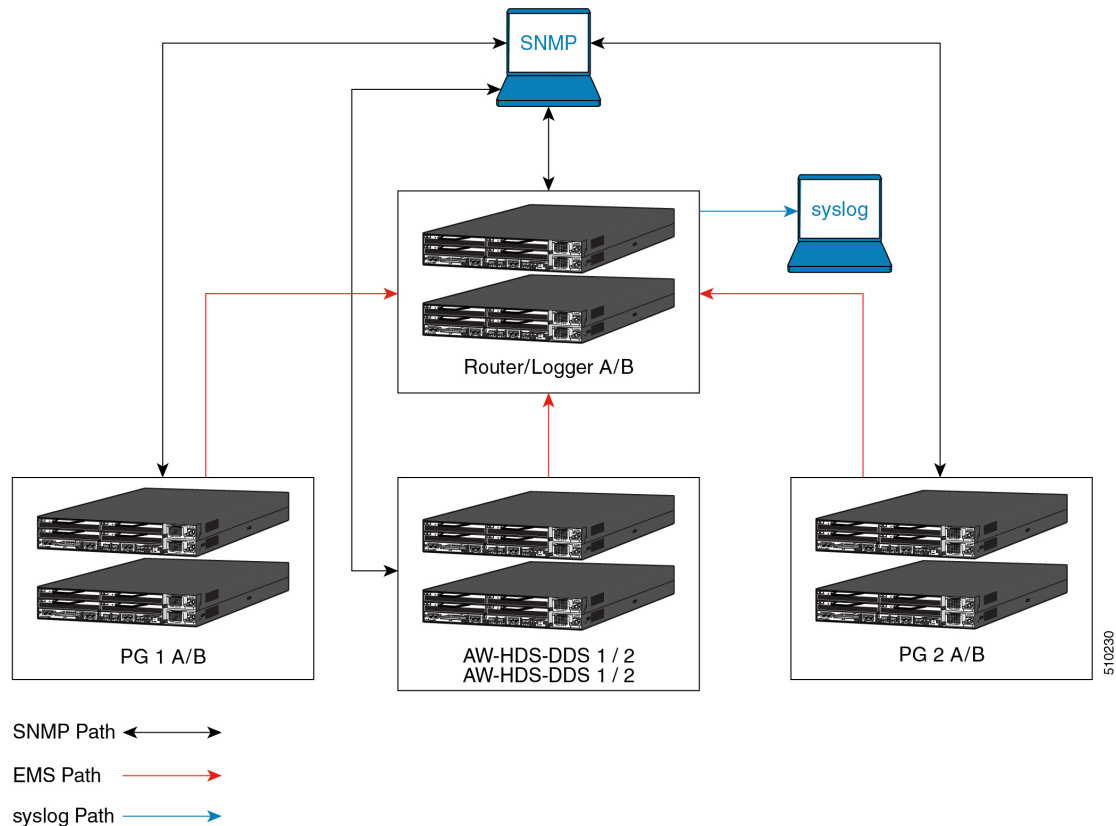 SNMP
syslog
Router/Logger A/B
PG 1 A/B
AW-HDS-DDS 1 / 2
AW-HDS-DDS 1 / 2
PG 2 A/B
510230
SNMP Path
EMS Path
syslog Path